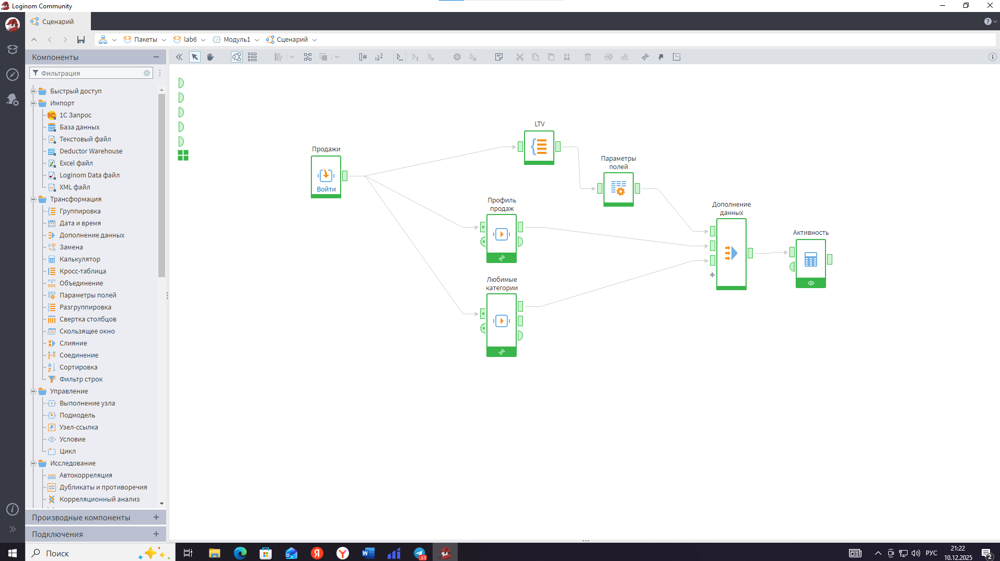 Loginom Community
Сценарий
Пакеты
lab6
Модуль1
Сценарий
Компоненты
Фильтрация
Быстрый доступ
Импорт
1С Запрос
База данных
Текстовый файл
Deductor Warehouse
Excel файл
Loginom Data файл
XML файл
Трансформация
Группировка
Дата и время
Дополнение данных
Замена
Калькулятор
Кросс-таблица
Объединение
Параметры полей
Разгруппировка
Свертка столбцов
Скользящее окно
Слияние
Соединение
Сортировка
Фильтр строк
Управление
Выполнение узла
Подмодель
Узел-ссылка
Условие
Цикл
Исследование
Автокорреляция
Дубликаты и противоречия
Корреляционный анализ
Производные компоненты
Подключения
LTV
Продажи
Войти
Параметры
полей
Профиль
продаж
Дополнение
данных
Активность
Любимые
категории
Поиск
РУС
21:22
10.12.2025
2